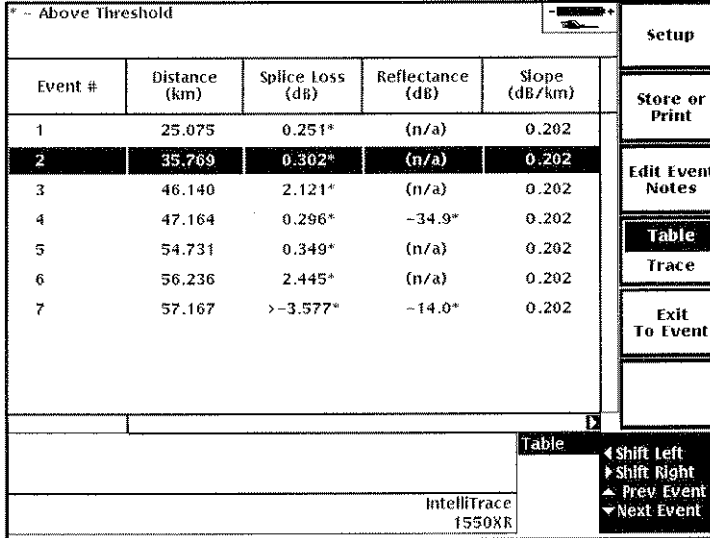 * -- Above Threshold
- +
Event # Distance (km) Splice Loss (dB) Reflectance (dB) Slope (dB/km)
1 25.075 0.251* (n/a) 0.202
2 35.769 0.302* (n/a) 0.202
3 46.140 2.121* (n/a) 0.202
4 47.164 0.296* -34.9* 0.202
5 54.731 0.349* (n/a) 0.202
6 56.236 2.445* (n/a) 0.202
7 57.167 >-3.577* -14.0* 0.202
Setup
Store or
Print
Edit Event
Notes
Table
Trace
Exit
To Event
Table
Shift Left
Shift Right
Prev Event
Next Event
IntelliTrace
1550XR